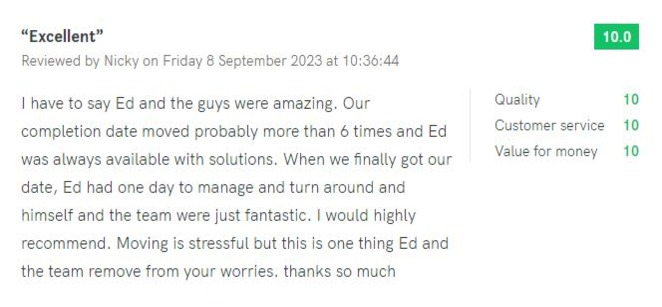 “Excellent”
10.0
Reviewed by Nicky on Friday 8 September 2023 at 10:36:44
I have to say Ed and the guys were amazing. Our
completion date moved probably more than 6 times and Ed
was always available with solutions. When we finally got our
date, Ed had one day to manage and turn around and
himself and the team were just fantastic. I would highly
recommend. Moving is stressful but this is one thing Ed and
the team remove from your worries. thanks so much
Quality 10
Customer service 10
Value for money 10